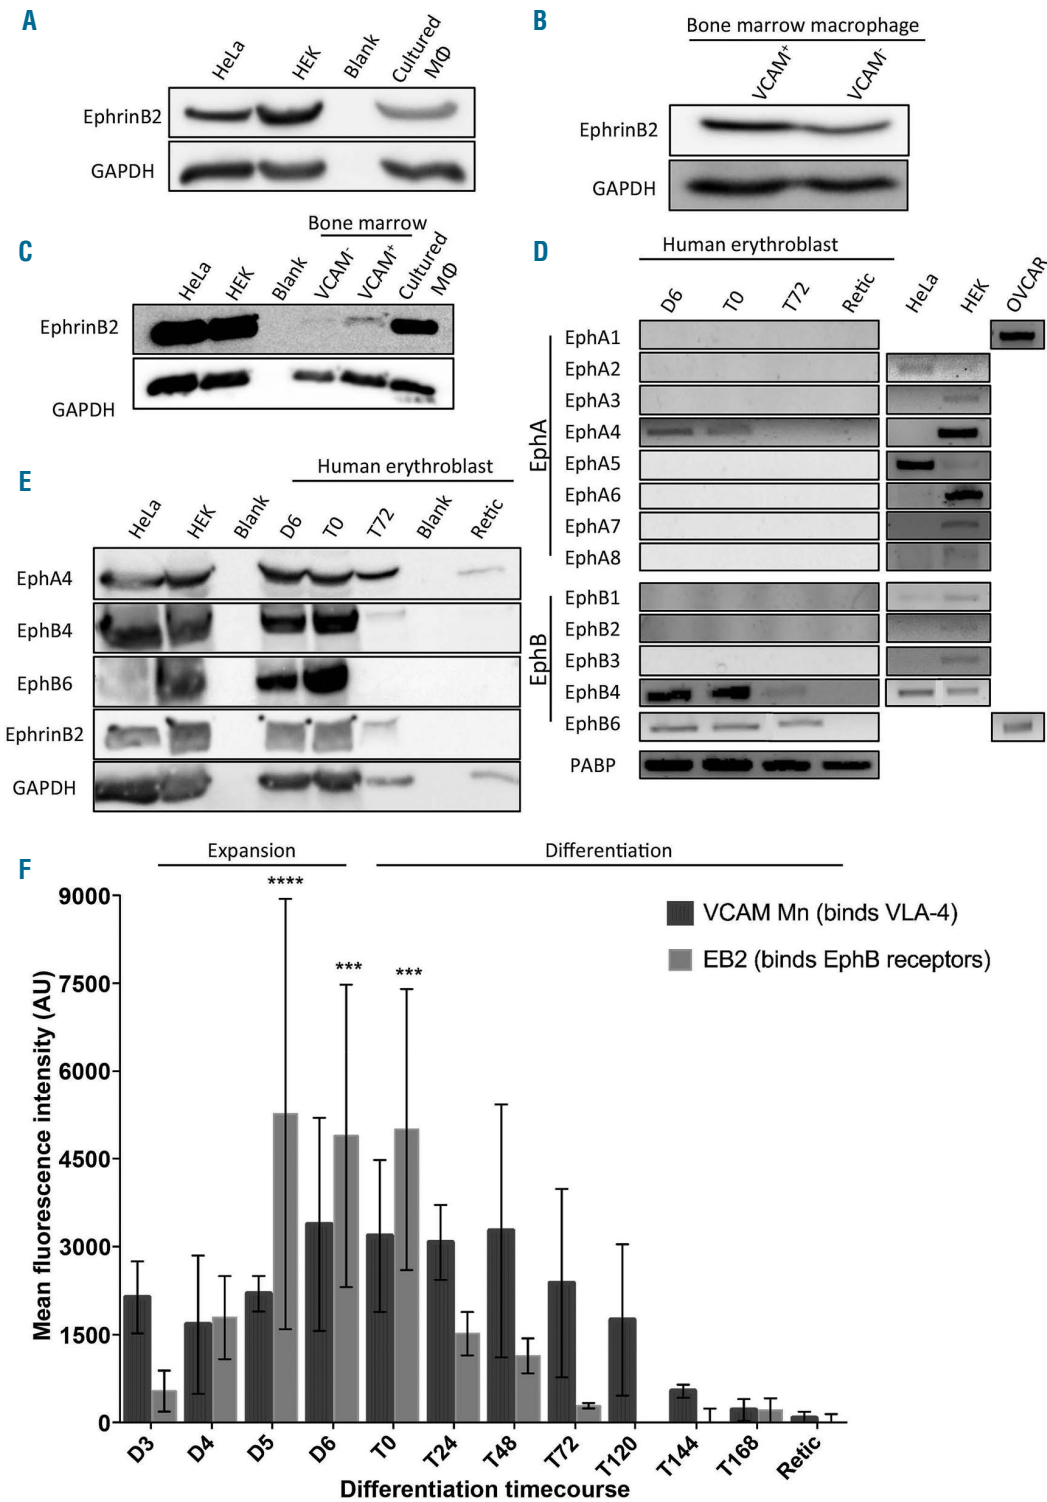 A
HeLa
HEK
Blank
Cultured
MΦ
EphrinB2
GAPDH
B
Bone marrow macrophage
VCAM+
VCAM-
EphrinB2
GAPDH
C
Bone marrow
HeLa
HEK
Blank
VCAM-
VCAM+
Cultured
MΦ
EphrinB2
GAPDH
D
Human erythroblast
D6
T0
T72
Retic
HeLa
HEK
OVCAR
EphA
EphA1
EphA2
EphA3
EphA4
EphA5
EphA6
EphA7
EphA8
EphB
EphB1
EphB2
EphB3
EphB4
EphB6
PABP
E
Human erythroblast
HeLa
HEK
Blank
D6
T0
T72
Blank
Retic
EphA4
EphB4
EphB6
EphrinB2
GAPDH
F
Expansion
Differentiation
****
***
***
VCAM Mn (binds VLA-4)
EB2 (binds EphB receptors)
Mean fluorescence intensity (AU)
9000
7500
6000
4500
3000
1500
0
D3
D4
D5
D6
T0
T24
T48
T72
T120
T144
T168
Retic
Differentiation timecourse